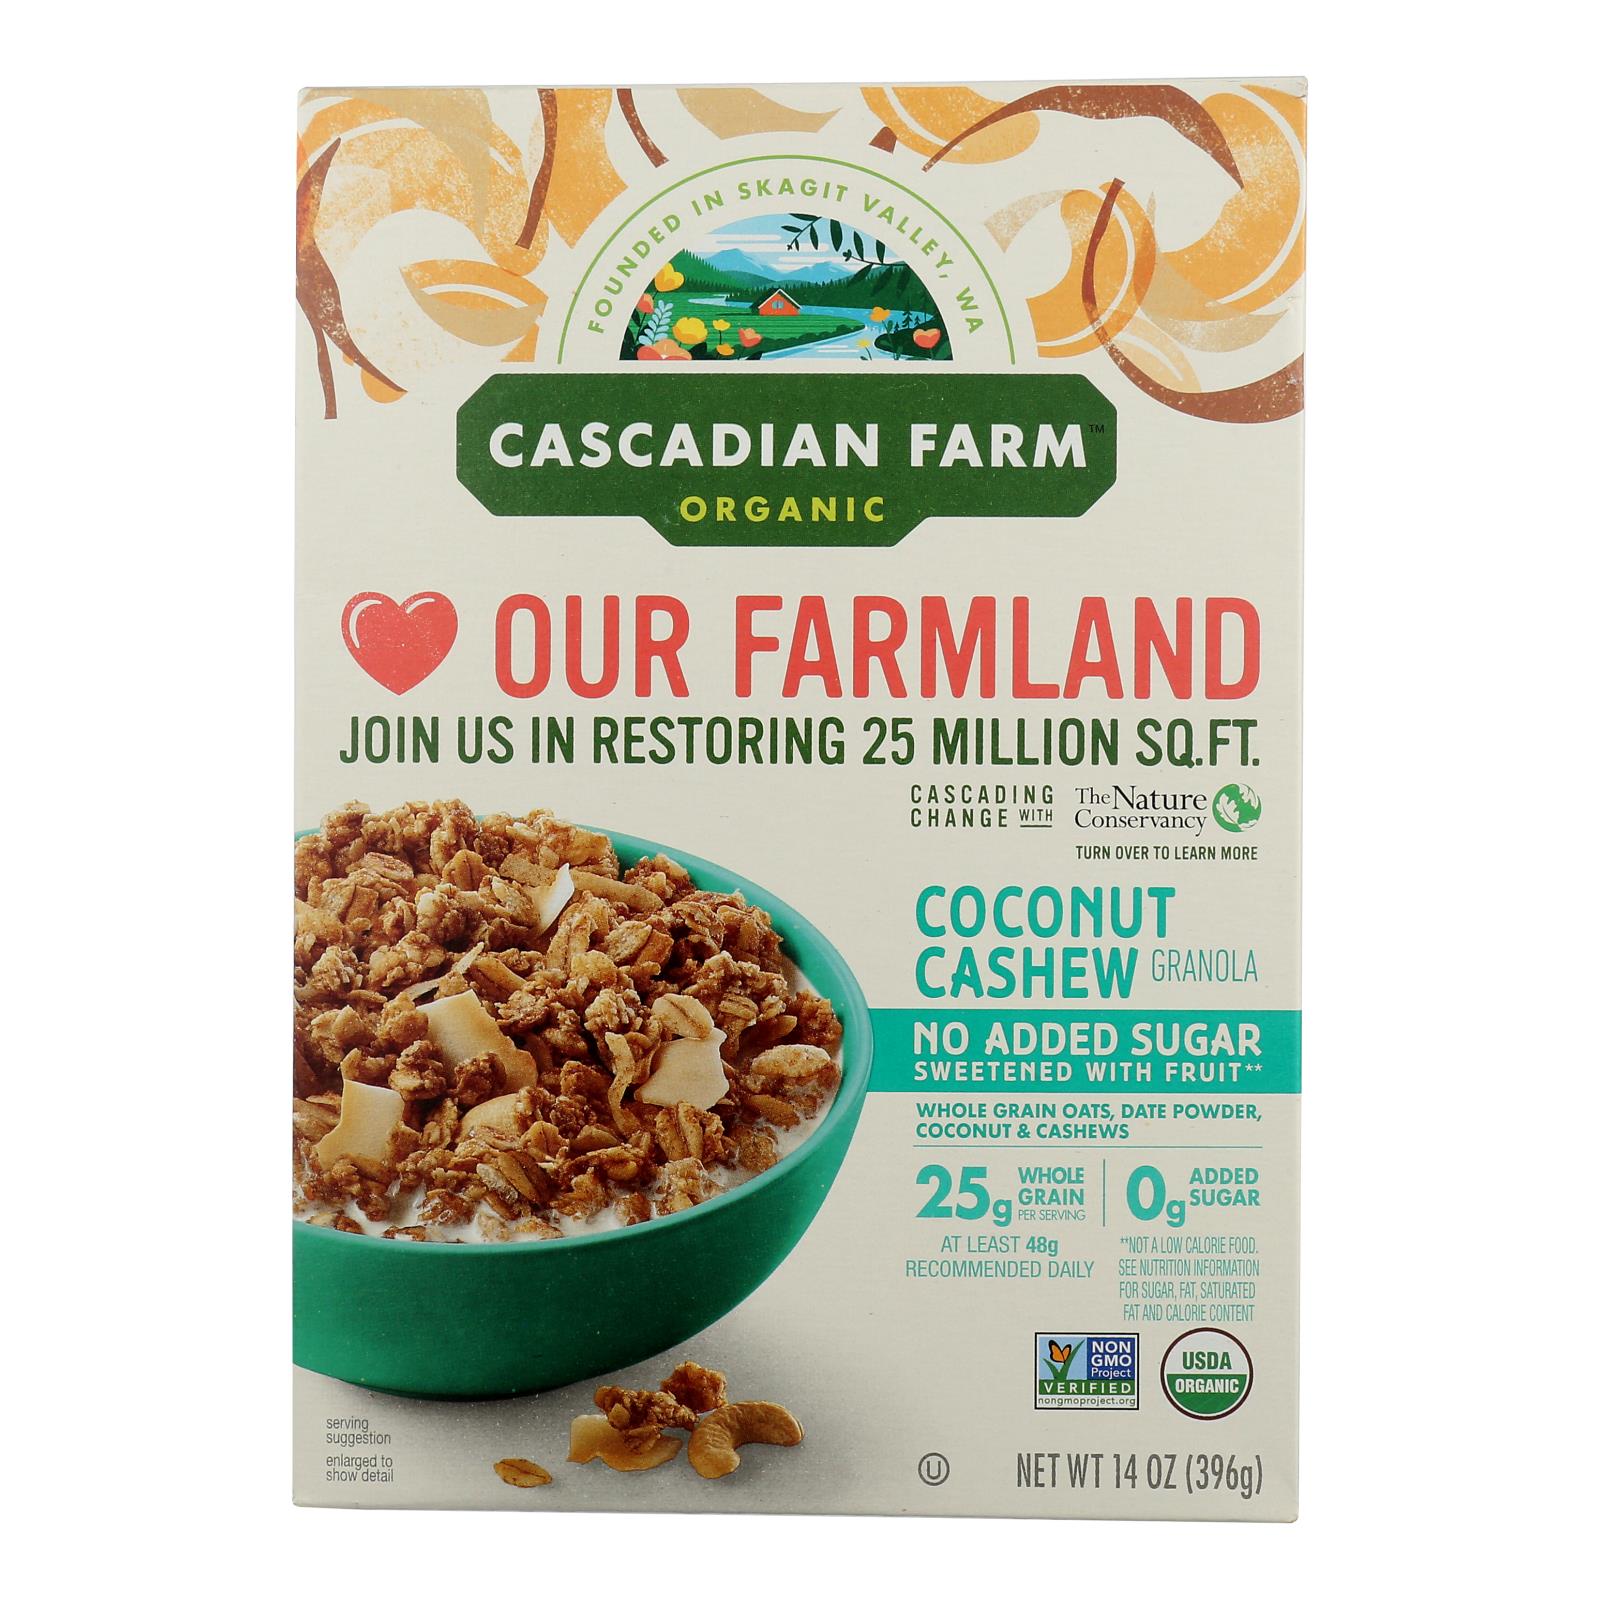 FOUNDED IN SKAGIT VALLEY, WA
CASCADIAN FARM™
ORGANIC
OUR FARMLAND
JOIN US IN RESTORING 25 MILLION SQ.FT.
CASCADING
CHANGE WITH
The Nature
Conservancy
TURN OVER TO LEARN MORE
COCONUT
CASHEW GRANOLA
NO ADDED SUGAR
SWEETENED WITH FRUIT**
WHOLE GRAIN OATS, DATE POWDER,
COCONUT & CASHEWS
25g WHOLE
GRAIN
PER SERVING
AT LEAST 48g
RECOMMENDED DAILY
0g ADDED
SUGAR
**NOT A LOW CALORIE FOOD.
SEE NUTRITION INFORMATION
FOR SUGAR, FAT, SATURATED
FAT AND CALORIE CONTENT
NON
GMO
Project
VERIFIED
nongmoproject.org
USDA
ORGANIC
serving
suggestion
enlarged to
show detail
U
NET WT 14 OZ (396g)